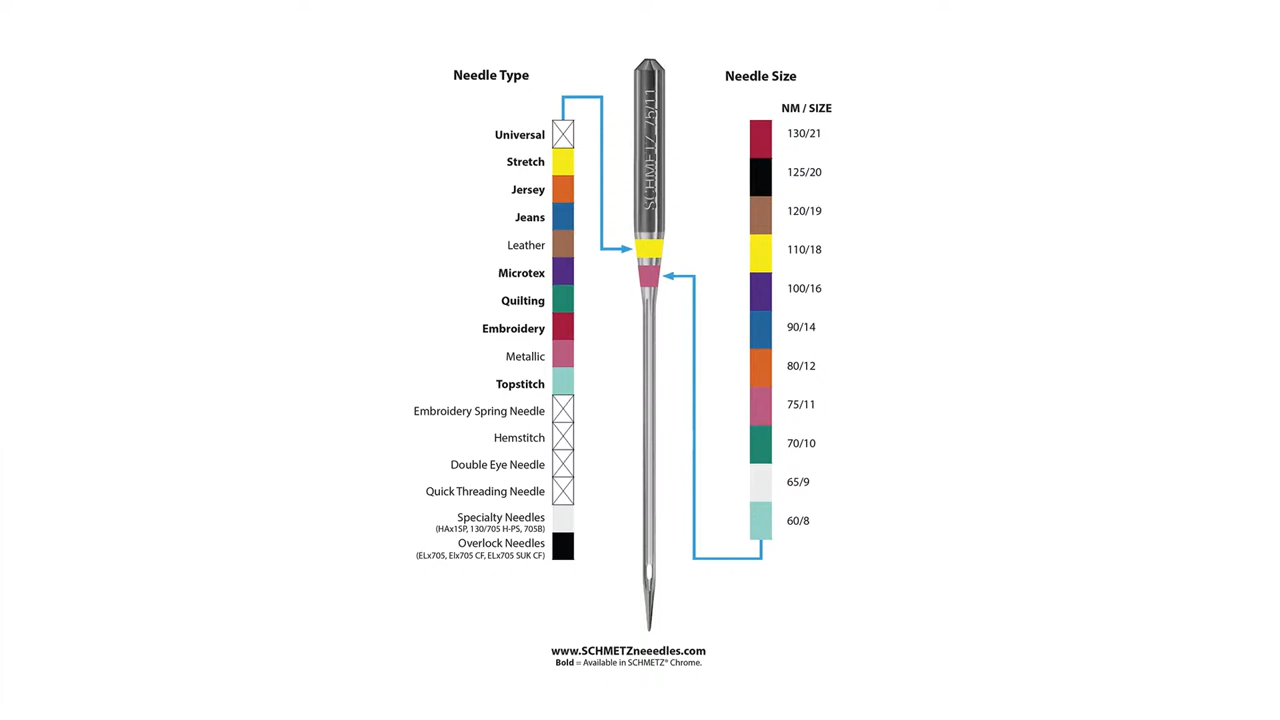 Needle Type
Universal
Stretch
Jersey
Jeans
Leather
Microtex
Quilting
Embroidery
Metallic
Topstitch
Embroidery Spring Needle
Hemstitch
Double Eye Needle
Quick Threading Needle
Specialty Needles
(HAx1SP, 130/705 H-PS, 705B)
Overlock Needles
(ELx705, Elx705 CF, ELx705 SUK CF)
SCHMETZ 75/11
Needle Size
NM / SIZE
130/21
125/20
120/19
110/18
100/16
90/14
80/12
75/11
70/10
65/9
60/8
www.SCHMETZneeedles.com
Bold = Available in SCHMETZ® Chrome.